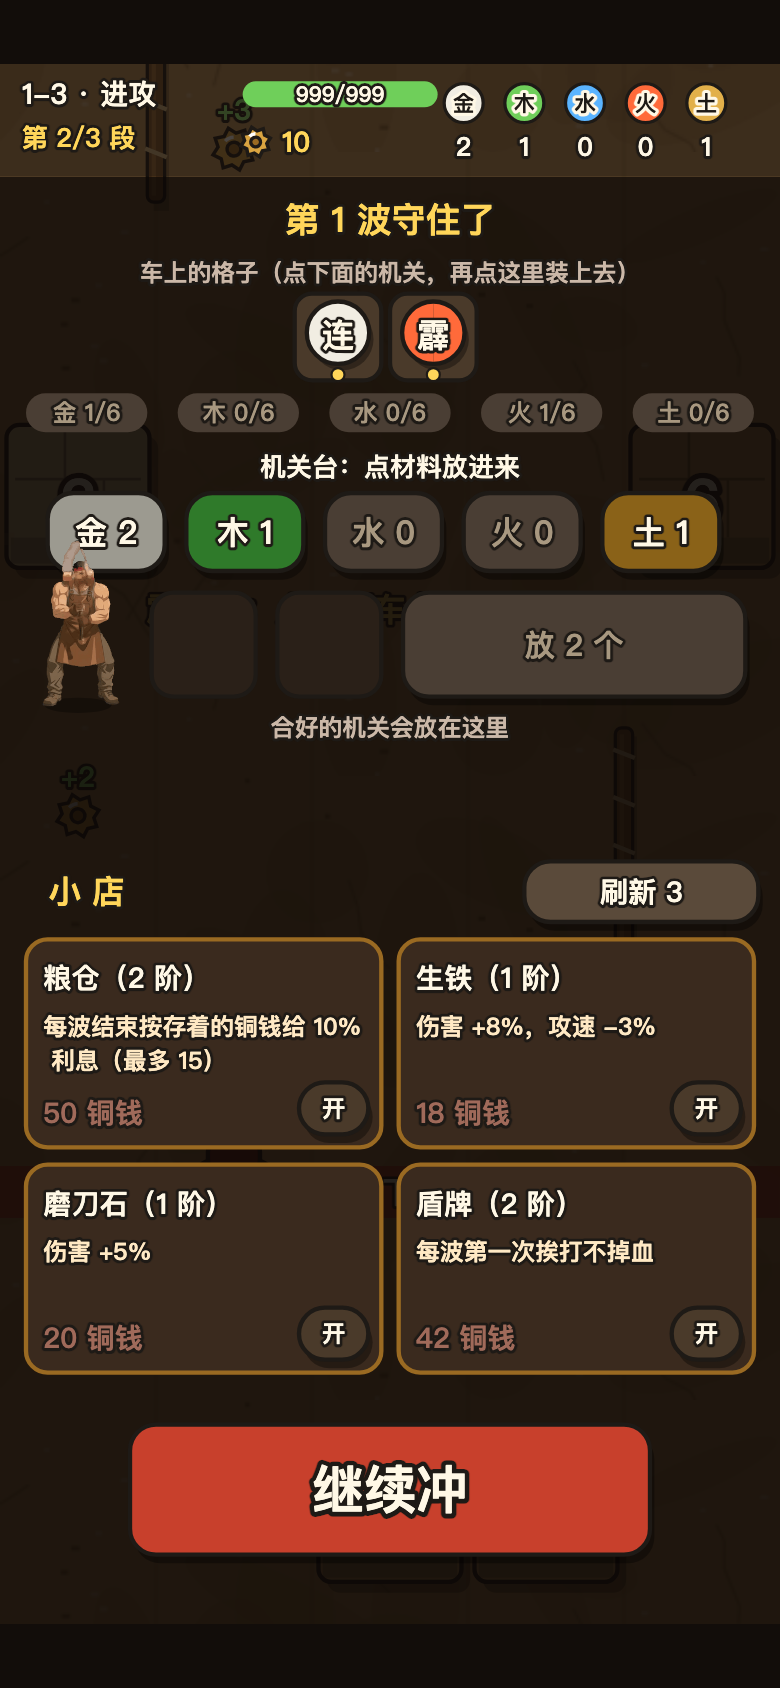 1–3 · 进攻
999/999
金 木 水 火 土
第 2/3 段
+3
10
2 1 0 0 1
第 1 波守住了
车上的格子（点下面的机关，再点这里装上去）
连 霹
金 1/6 木 0/6 水 0/6 火 1/6 土 0/6
机关台：点材料放进来
金 2 木 1 水 0 火 0 土 1
车
放 2 个
合好的机关会放在这里
+2
小 店
刷新 3
粮仓（2 阶）
每波结束按存着的铜钱给 10%
利息（最多 15）
50 铜钱 开
生铁（1 阶）
伤害 +8%，攻速 −3%
18 铜钱 开
磨刀石（1 阶）
伤害 +5%
20 铜钱 开
盾牌（2 阶）
每波第一次挨打不掉血
42 铜钱 开
继续冲